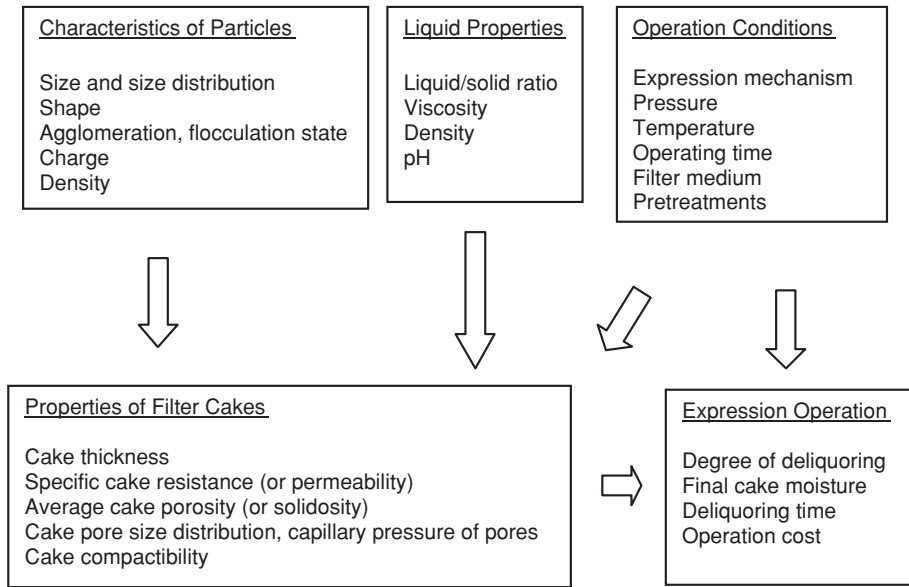 Characteristics of Particles
Size and size distribution
Shape
Agglomeration, flocculation state
Charge
Density
Liquid Properties
Liquid/solid ratio
Viscosity
Density
pH
Operation Conditions
Expression mechanism
Pressure
Temperature
Operating time
Filter medium
Pretreatments
Properties of Filter Cakes
Cake thickness
Specific cake resistance (or permeability)
Average cake porosity (or solidosity)
Cake pore size distribution, capillary pressure of pores
Cake compactibility
Expression Operation
Degree of deliquoring
Final cake moisture
Deliquoring time
Operation cost